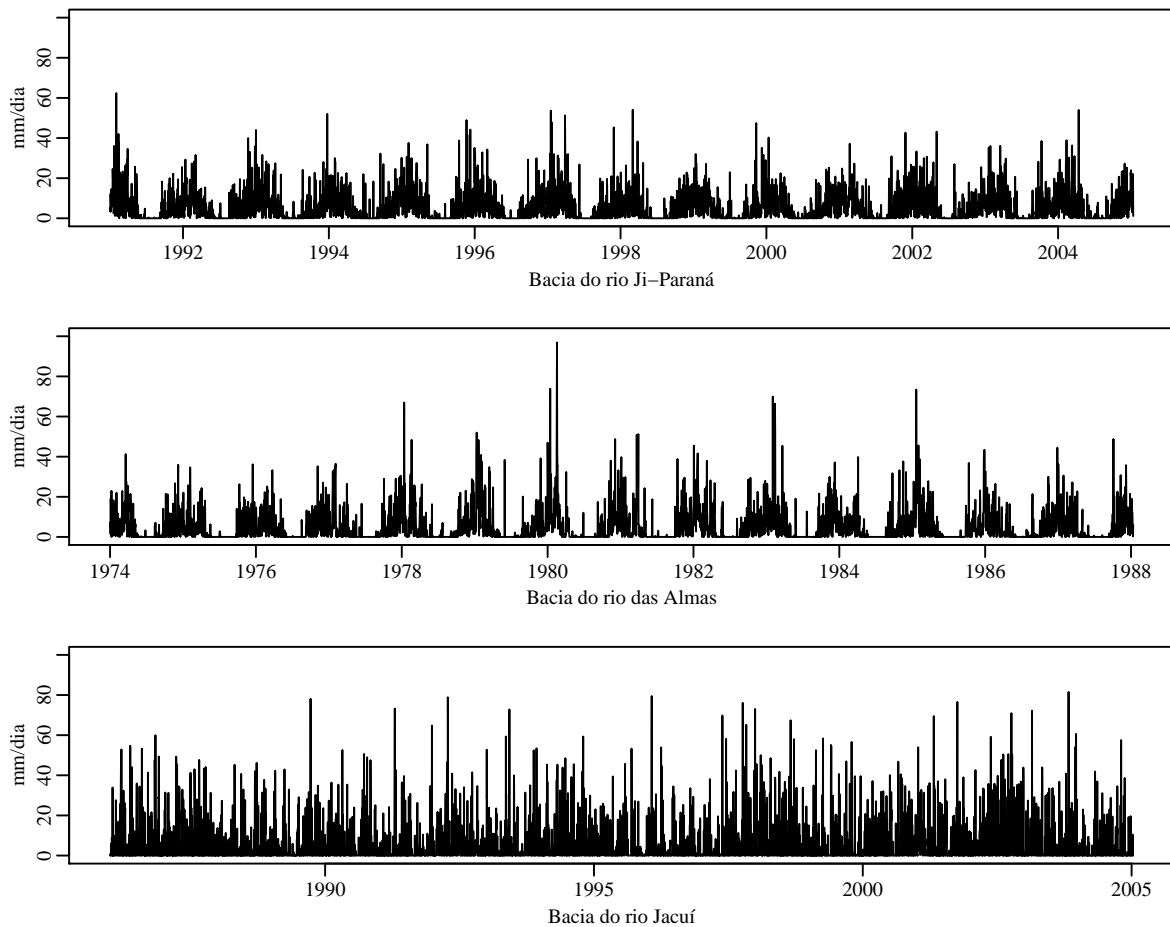 mm/dia
0 20 40 60 80
1992 1994 1996 1998 2000 2002 2004
Bacia do rio Ji−Paraná
mm/dia
0 20 40 60 80
1974 1976 1978 1980 1982 1984 1986 1988
Bacia do rio das Almas
mm/dia
0 20 40 60 80
1990 1995 2000 2005
Bacia do rio Jacuí